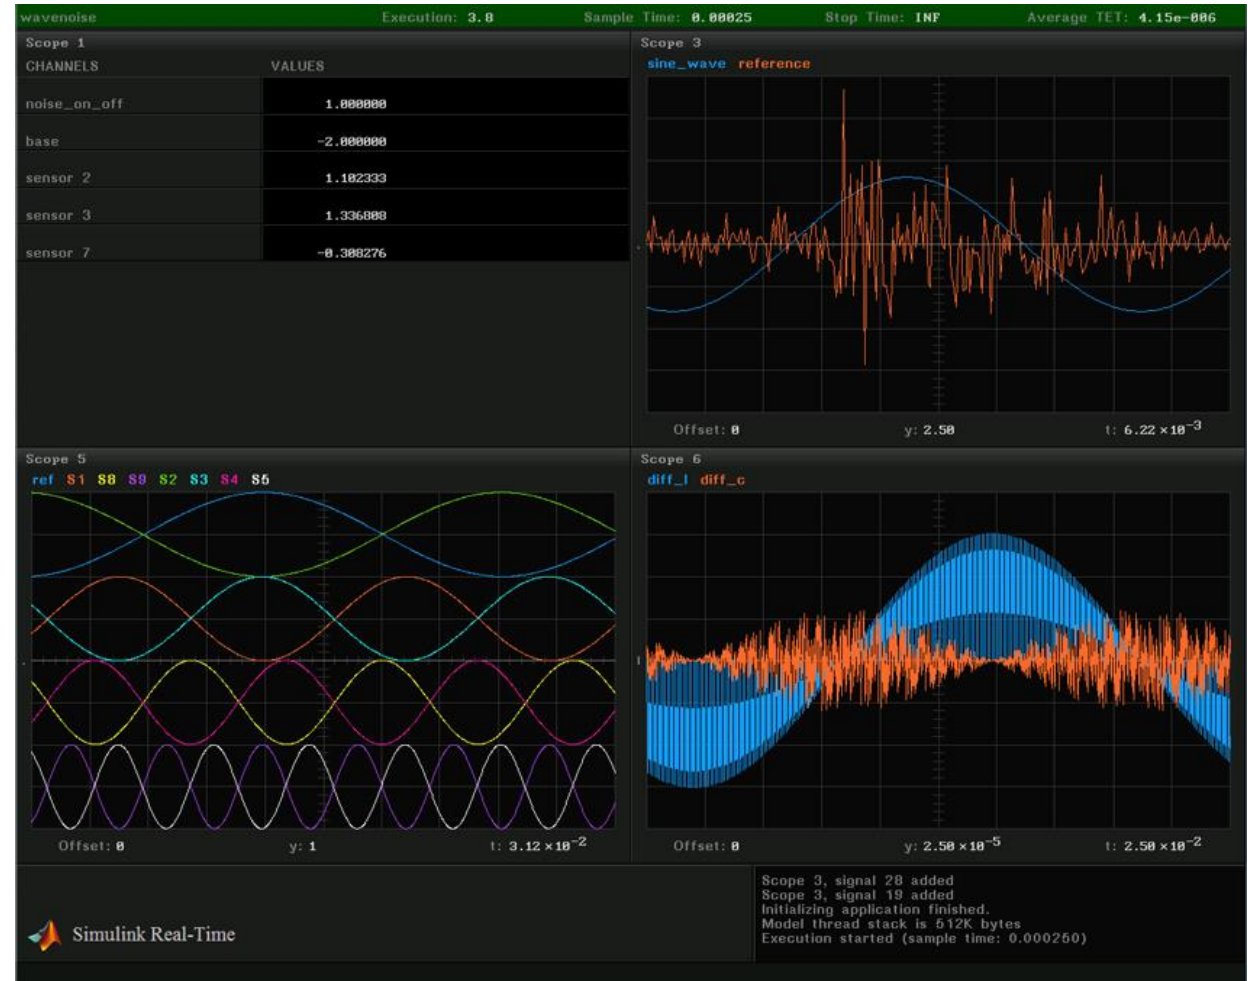 wavenoise Execution: 3.8 Sample Time: 0.00025 Stop Time: INF Average TET: 4.15e-006
Scope 1
CHANNELS VALUES
noise_on_off 1.000000
base -2.000000
sensor 2 1.102333
sensor 3 1.336808
sensor 7 -0.308276
Scope 3
sine_wave reference
Offset: 0 y: 2.50 t: 6.22×10⁻³
Scope 5
ref S1 S8 S9 S2 S3 S4 S5
Offset: 0 y: 1 t: 3.12×10⁻²
Scope 6
diff_l diff_c
Offset: 0 y: 2.50×10⁻⁵ t: 2.50×10⁻²
Simulink Real-Time
Scope 3, signal 28 added
Scope 3, signal 19 added
Initializing application finished.
Model thread stack is 512K bytes
Execution started (sample time: 0.000250)